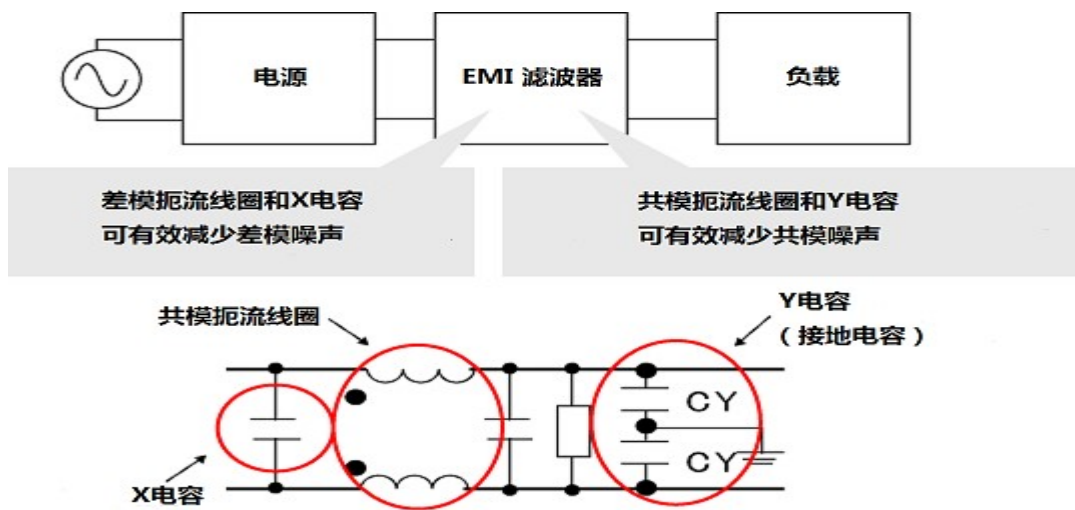 电源
EMI 滤波器
负载
差模扼流线圈和X电容
可有效减少差模噪声
共模扼流线圈和Y电容
可有效减少共模噪声
共模扼流线圈
Y电容
（接地电容）
CY
CY
X电容